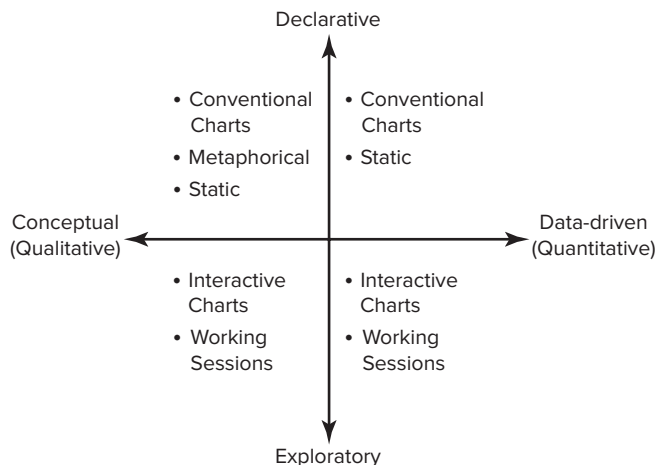 Declarative
• Conventional
Charts
• Metaphorical
• Static
• Conventional
Charts
• Static
Conceptual
(Qualitative)
Data-driven
(Quantitative)
• Interactive
Charts
• Working
Sessions
• Interactive
Charts
• Working
Sessions
Exploratory